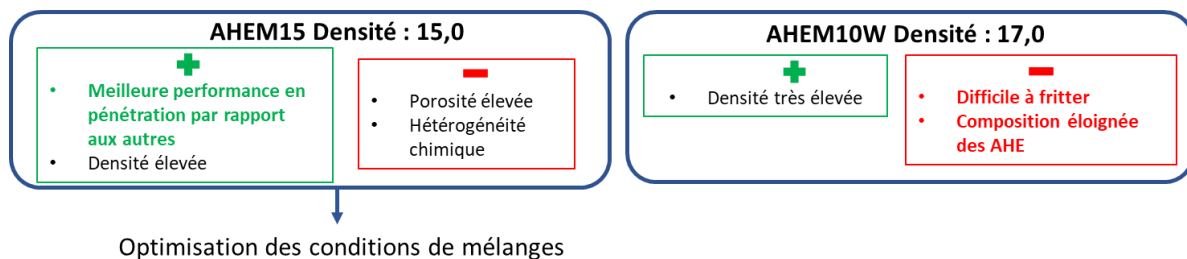 AHEM15 Densité : 15,0
• Meilleure performance en
pénétration par rapport
aux autres
• Densité élevée
• Porosité élevée
• Hétérogénéité
chimique
AHEM10W Densité : 17,0
• Densité très élevée
• Difficile à fritter
• Composition éloignée
des AHE
Optimisation des conditions de mélanges